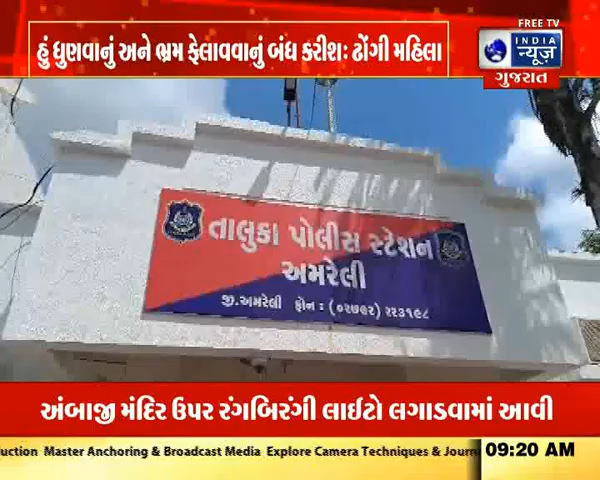 હું ધુણવાનું અને ભ્રમ ફેલાવવાનું બંધ કરીશઃ ઢોંગી મહિલા
FREE TV
INDIA
ન્યૂઝ
ગુજરાત
તાલુકા પોલીસ સ્ટેશન
અમરેલી
જી.અમરેલી ફોન : (૦૨૭૯૨) ૨૨૩૧૯૮
અંબાજી મંદિર ઉપર રંગબિરંગી લાઈટો લગાડવામાં આવી
uction Master Anchoring & Broadcast Media Explore Camera Techniques & Journ
09:20 AM